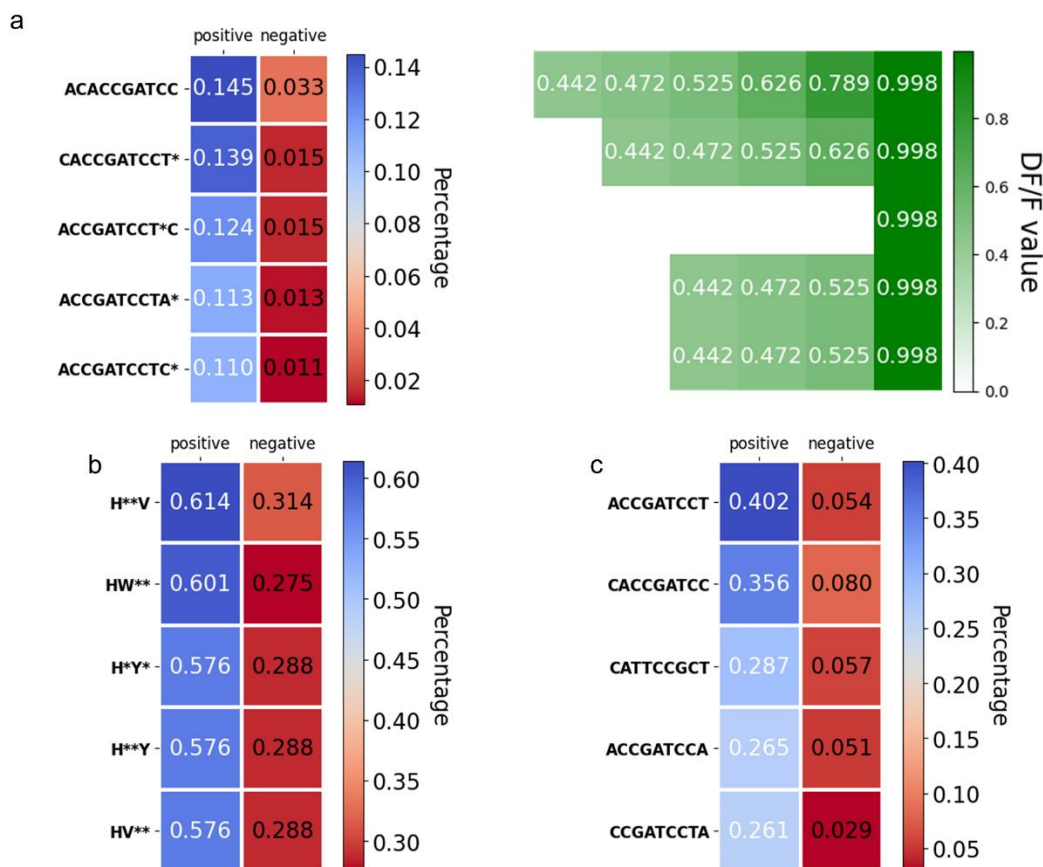 a
positive negative
ACACCGATCC 0.145 0.033
CACCGATCCT* 0.139 0.015
ACCGATCCT*C 0.124 0.015
ACCGATCCTA* 0.113 0.013
ACCGATCCTC* 0.110 0.011
0.14
0.12
0.10
0.08
0.06
0.04
0.02
Percentage
0.442 0.472 0.525 0.626 0.789 0.998
0.442 0.472 0.525 0.626 0.998
0.998
0.442 0.472 0.525 0.998
0.442 0.472 0.525 0.998
0.8
0.6
0.4
0.2
0.0
DF/F value
b
positive negative
H**V 0.614 0.314
HW** 0.601 0.275
H*Y* 0.576 0.288
H**Y 0.576 0.288
HV** 0.576 0.288
0.60
0.55
0.50
0.45
0.40
0.35
0.30
Percentage
c
positive negative
ACCGATCCT 0.402 0.054
CACCGATCC 0.356 0.080
CATTCCGCT 0.287 0.057
ACCGATCCA 0.265 0.051
CCGATCCTA 0.261 0.029
0.40
0.35
0.30
0.25
0.20
0.15
0.10
0.05
Percentage